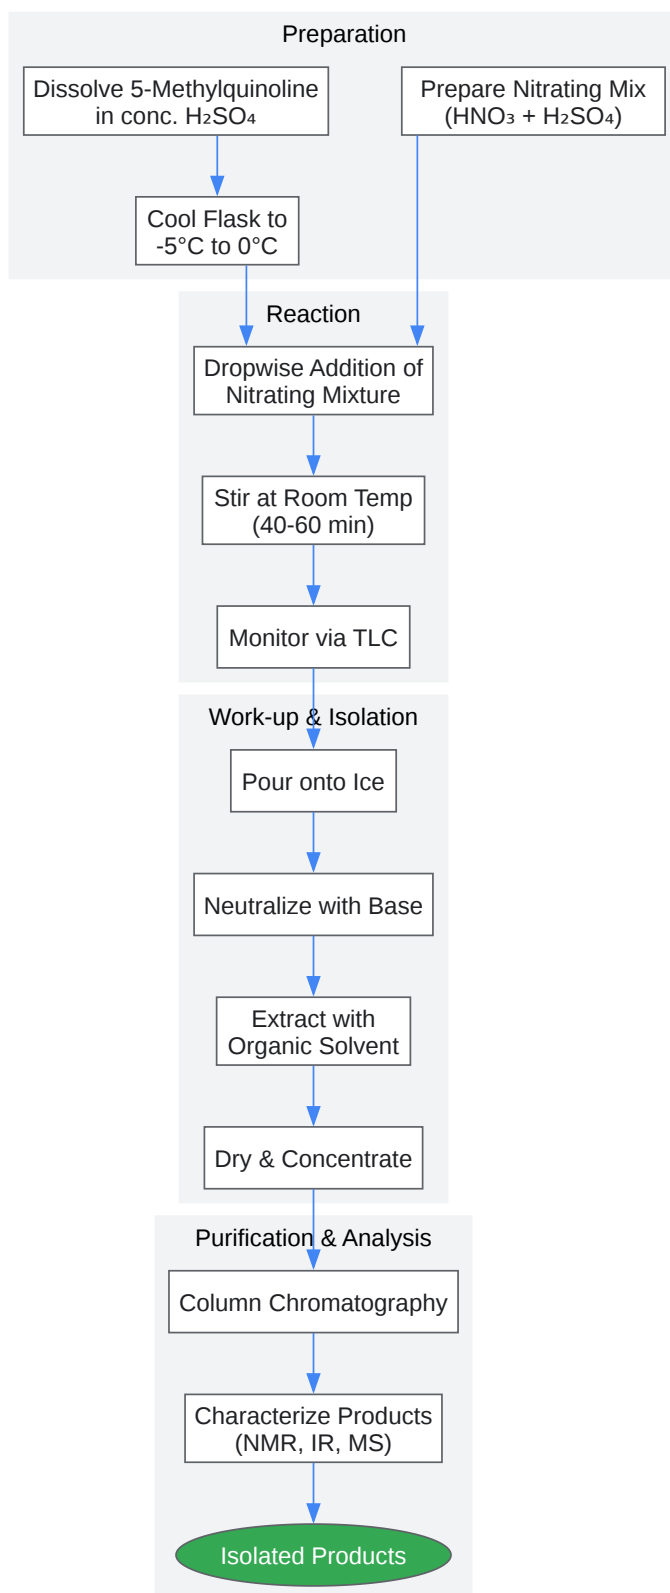 Preparation
Dissolve 5-Methylquinoline
in conc. H₂SO₄
Prepare Nitrating Mix
(HNO₃ + H₂SO₄)
Cool Flask to
-5°C to 0°C
Reaction
Dropwise Addition of
Nitrating Mixture
Stir at Room Temp
(40-60 min)
Monitor via TLC
Work-up & Isolation
Pour onto Ice
Neutralize with Base
Extract with
Organic Solvent
Dry & Concentrate
Purification & Analysis
Column Chromatography
Characterize Products
(NMR, IR, MS)
Isolated Products